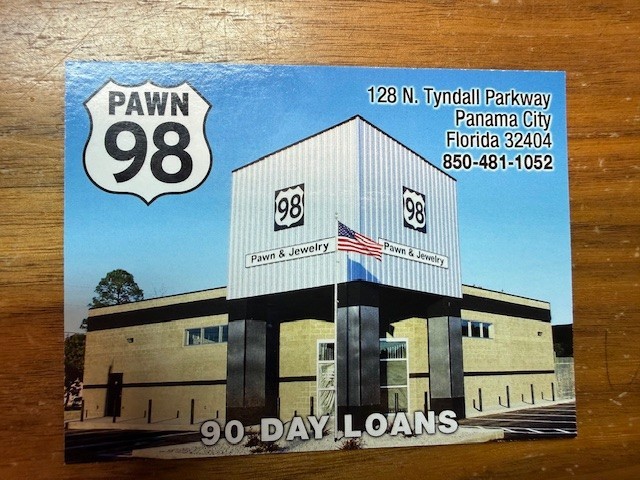 PAWN
98
128 N. Tyndall Parkway
Panama City
Florida 32404
850-481-1052
98
98
Pawn & Jewelry
Pawn & Jewelry
90 DAY LOANS